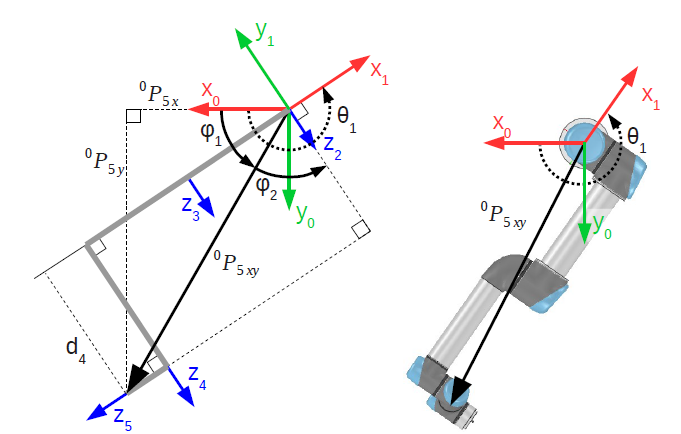 y₁
x₁
⁰P₅ₓ
x₀
θ₁
φ₁
z₂
⁰P₅y
φ₂
z₃
y₀
⁰P₅xy
d₄
z₄
z₅
x₁
x₀
θ₁
⁰P₅xy
y₀